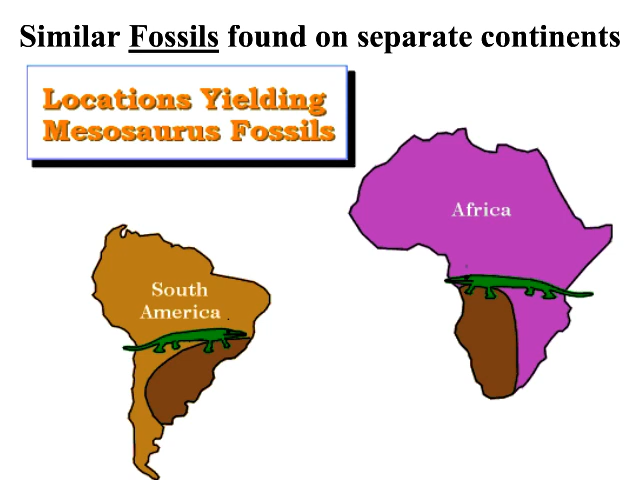 Similar Fossils found on separate continents
Locations Yielding
Mesosaurus Fossils
Africa
South
America